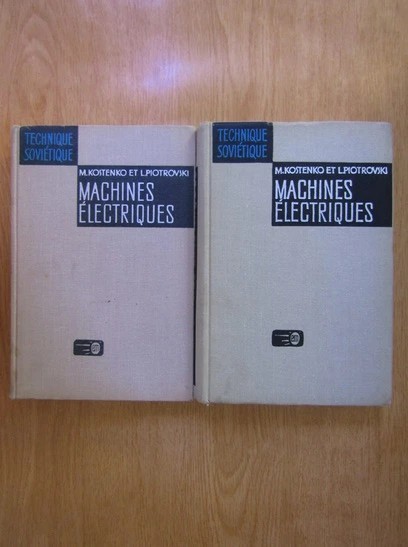 TECHNIQUE
SOVIÉTIQUE
M.KOSTENKO ET L.PIOTROVSKI
MACHINES
ÉLECTRIQUES
TECHNIQUE
SOVIÉTIQUE
M.KOSTENKO ET L.PIOTROVSKI
MACHINES
ÉLECTRIQUES